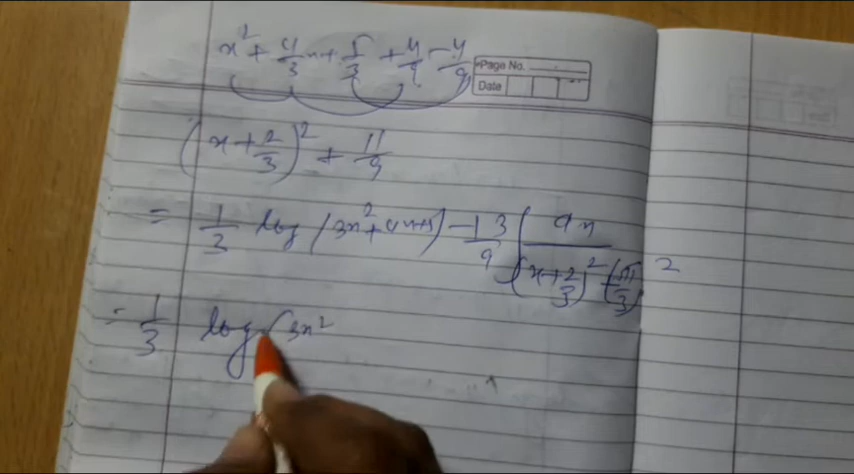 x² + 4/3 x + 5/3 + 4/9 - 4/9
Page No.
Date
(x + 2/3)² + 11/9
= 1/3 log (3x² + 4x + 5) - 13/9 ∫ dx / (x + 2/3)² + (√11/3)²
= 1/3 log (3x²